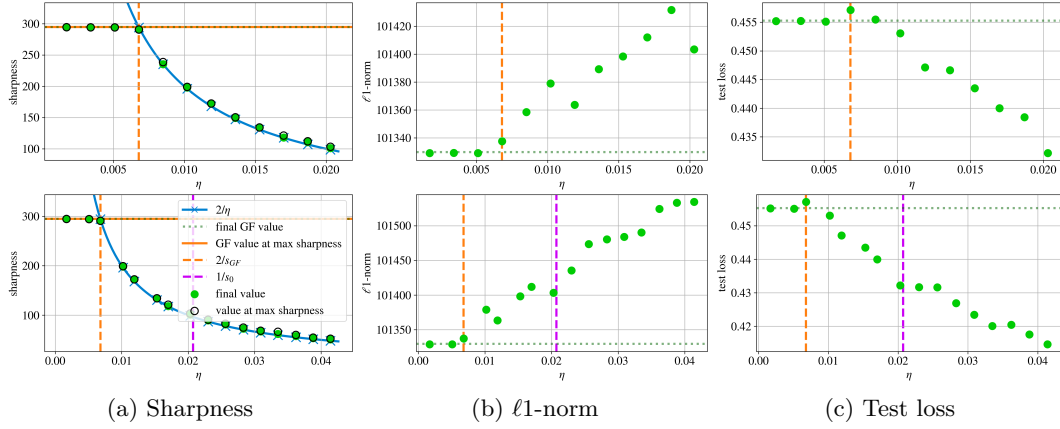 300
250
200
150
100
sharpness
0.005
0.010
0.015
0.020
η
101420
101400
101380
101360
101340
ℓ1-norm
0.005
0.010
0.015
0.020
η
0.455
0.450
0.445
0.440
0.435
test loss
0.005
0.010
0.015
0.020
η
300
200
100
sharpness
0.00
0.01
0.02
0.03
0.04
η
2/η
final GF value
GF value at max sharpness
2/s_GF
1/s_0
final value
value at max sharpness
101500
101450
101400
101350
ℓ1-norm
0.00
0.01
0.02
0.03
0.04
η
0.45
0.44
0.43
0.42
test loss
0.00
0.01
0.02
0.03
0.04
η
(a) Sharpness
(b) ℓ1-norm
(c) Test loss